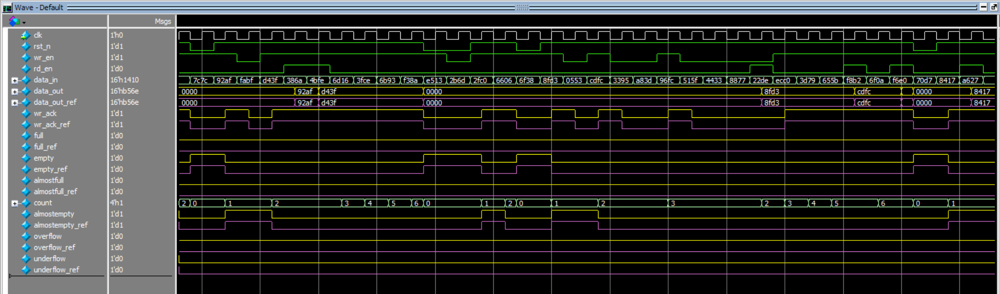 Wave - Default
Msgs
clk 1'h0
rst_n 1'd1
wr_en 1'd1
rd_en 1'd0
data_in 16'h1410 7c7c 92af fabf d43f 386a 4bfe 6d16 3fce 6b93 f38a e513 2b6d 2fc0 6606 6f38 8fd3 0553 cdfc 3395 a83d 96fc 515f 4433 8877 22de ecc0 3d79 655b f8b2 6f0a f6e0 70d7 8417 a627
data_out 16'hb56e 0000 92af d43f 0000 8fd3 cdfc 0000 8417
data_out_ref 16'hb56e 0000 92af d43f 0000 8fd3 cdfc 0000 8417
wr_ack 1'd1
wr_ack_ref 1'd1
full 1'd0
full_ref 1'd0
empty 1'd0
empty_ref 1'd0
almostfull 1'd0
almostfull_ref 1'd0
count 4'h1 2 0 1 2 3 4 5 6 0 1 2 0 1 2 3 2 3 4 5 6 0 1
almostempty 1'd1
almostempty_ref 1'd1
overflow 1'd0
overflow_ref 1'd0
underflow 1'd0
underflow_ref 1'd0